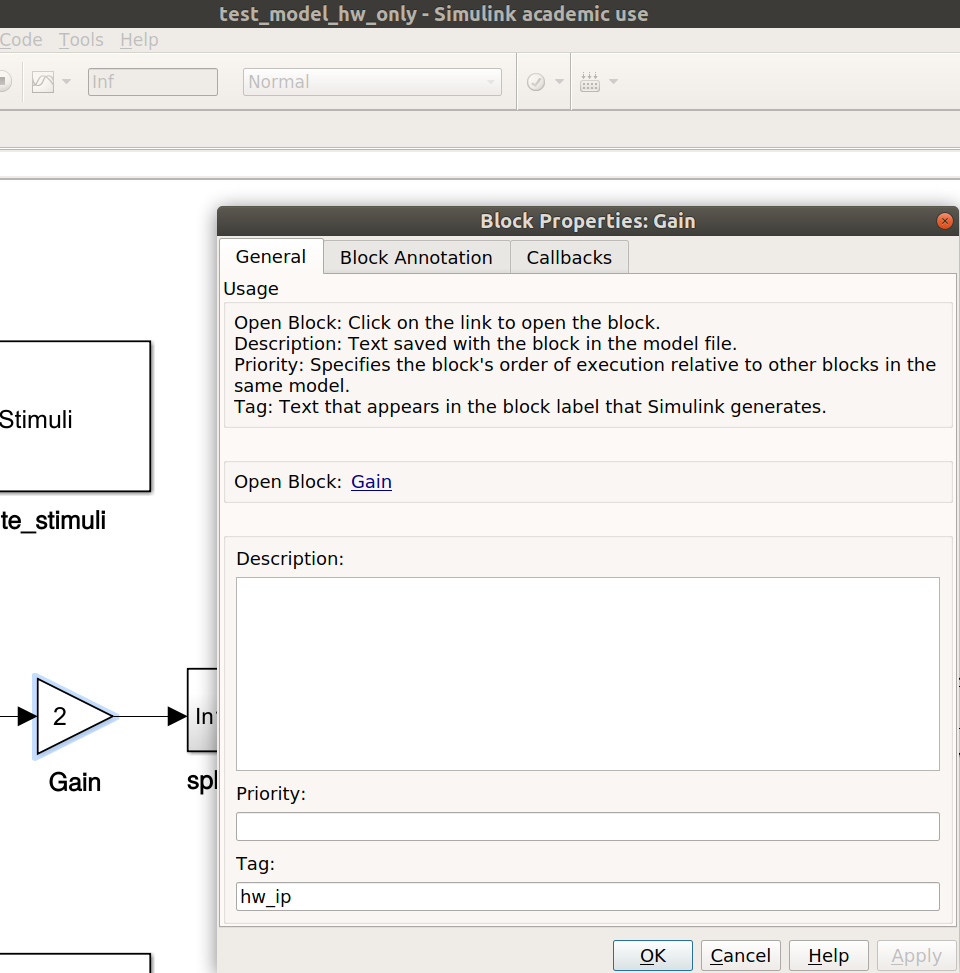 test_model_hw_only - Simulink academic use
Code Tools Help
Inf
Normal
Block Properties: Gain
General
Block Annotation
Callbacks
Usage
Open Block: Click on the link to open the block.
Description: Text saved with the block in the model file.
Priority: Specifies the block's order of execution relative to other blocks in the
same model.
Tag: Text that appears in the block label that Simulink generates.
Stimuli
Open Block: Gain
te_stimuli
Description:
2
In
Gain
spl
Priority:
Tag:
hw_ip
OK
Cancel
Help
Apply